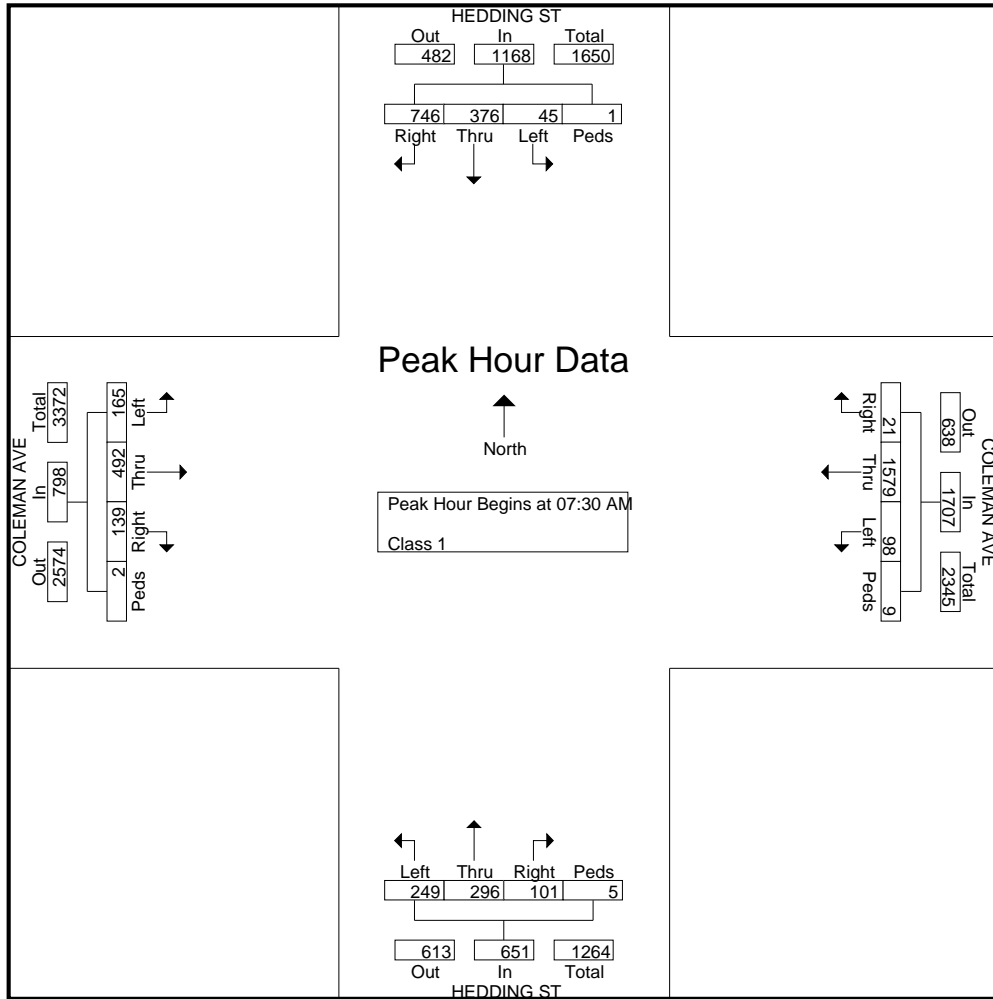 HEDDING ST
Out In Total
482 1168 1650
746 376 45 1
Right Thru Left Peds
Peak Hour Data
North
Peak Hour Begins at 07:30 AM
Class 1
COLEMAN AVE
Total In Out
3372 798 2574
165 492 139 2
Left Thru Right Peds
COLEMAN AVE
Out In Total
638 1707 2345
21 1579 98 9
Right Thru Left Peds
Left Thru Right Peds
249 296 101 5
613 651 1264
Out In Total
HEDDING ST